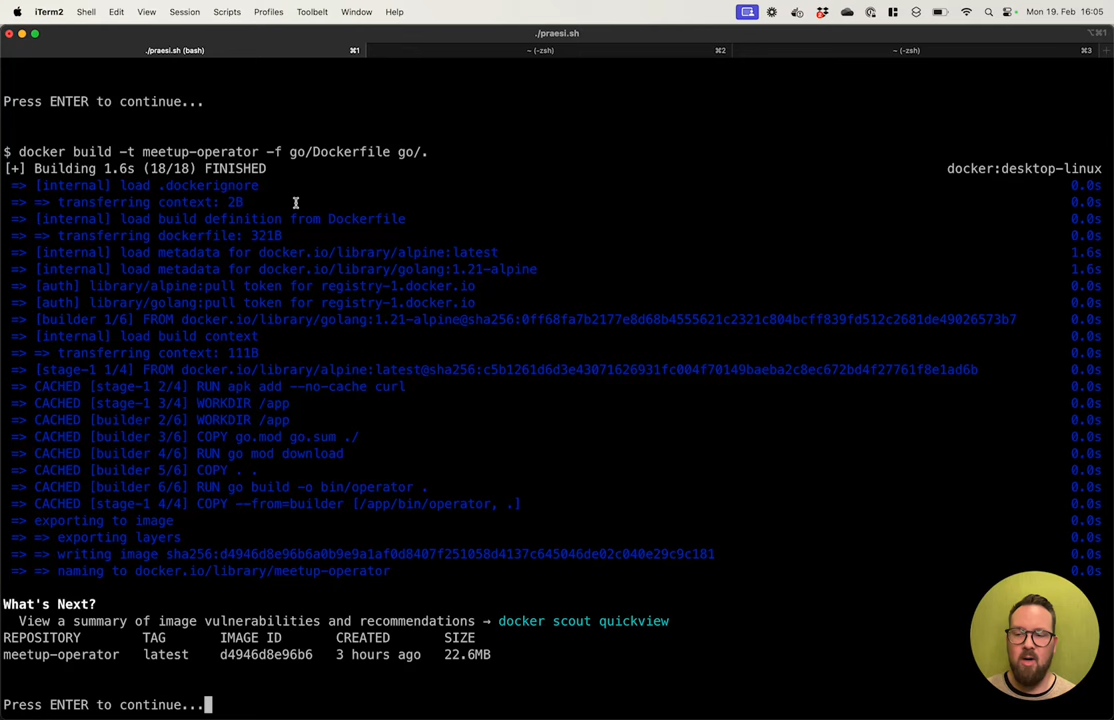 iTerm2 Shell Edit View Session Scripts Profiles Toolbelt Window Help Mon 19. Feb 16:05
./praesi.sh
⌥⌘1
./praesi.sh (bash) ⌘1 ~ (-zsh) ⌘2 ~ (-zsh) ⌘3 +
Press ENTER to continue...
$ docker build -t meetup-operator -f go/Dockerfile go/.
[+] Building 1.6s (18/18) FINISHED docker:desktop-linux
=> [internal] load .dockerignore 0.0s
=> => transferring context: 2B 0.0s
=> [internal] load build definition from Dockerfile 0.0s
=> => transferring dockerfile: 321B 0.0s
=> [internal] load metadata for docker.io/library/alpine:latest 1.6s
=> [internal] load metadata for docker.io/library/golang:1.21-alpine 1.6s
=> [auth] library/alpine:pull token for registry-1.docker.io 0.0s
=> [auth] library/golang:pull token for registry-1.docker.io 0.0s
=> [builder 1/6] FROM docker.io/library/golang:1.21-alpine@sha256:0ff68fa7b2177e8d68b4555621c2321c804bcff839fd512c2681de49026573b7 0.0s
=> [internal] load build context 0.0s
=> => transferring context: 111B 0.0s
=> [stage-1 1/4] FROM docker.io/library/alpine:latest@sha256:c5b1261d6d3e43071626931fc004f70149baeba2c8ec672bd4f27761f8e1ad6b 0.0s
=> CACHED [stage-1 2/4] RUN apk add --no-cache curl 0.0s
=> CACHED [stage-1 3/4] WORKDIR /app 0.0s
=> CACHED [builder 2/6] WORKDIR /app 0.0s
=> CACHED [builder 3/6] COPY go.mod go.sum ./ 0.0s
=> CACHED [builder 4/6] RUN go mod download 0.0s
=> CACHED [builder 5/6] COPY . . 0.0s
=> CACHED [builder 6/6] RUN go build -o bin/operator . 0.0s
=> CACHED [stage-1 4/4] COPY --from=builder [/app/bin/operator, .] 0.0s
=> exporting to image 0.0s
=> => exporting layers 0.0s
=> => writing image sha256:d4946d8e96b6a0b9e9a1af0d8407f251058d4137c645046de02c040e29c9c181 0.0s
=> => naming to docker.io/library/meetup-operator 0.0s
What's Next?
View a summary of image vulnerabilities and recommendations → docker scout quickview
REPOSITORY TAG IMAGE ID CREATED SIZE
meetup-operator latest d4946d8e96b6 3 hours ago 22.6MB
Press ENTER to continue...